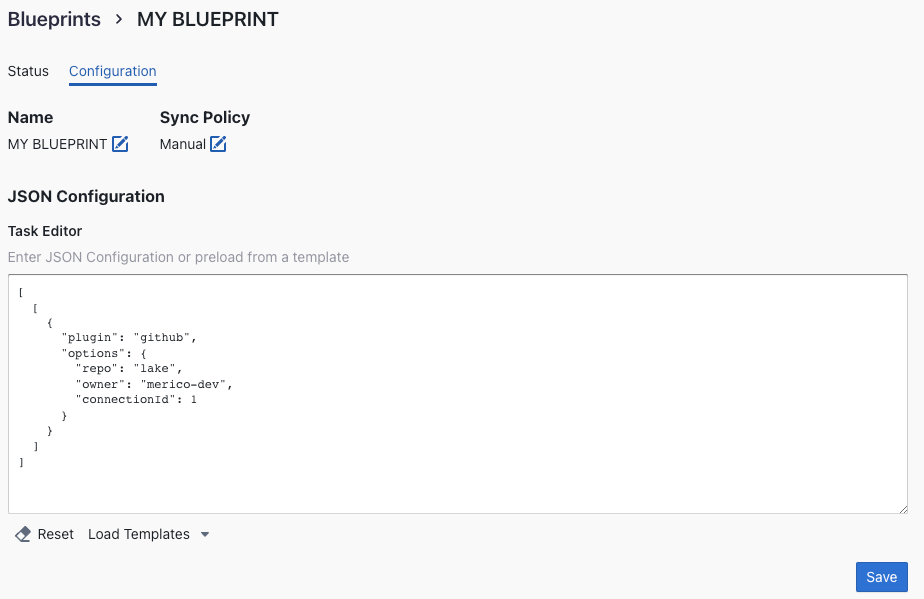 Blueprints > MY BLUEPRINT
Status Configuration
Name Sync Policy
MY BLUEPRINT Manual
JSON Configuration
Task Editor
Enter JSON Configuration or preload from a template
[
  [
    {
      "plugin": "github",
      "options": {
        "repo": "lake",
        "owner": "merico-dev",
        "connectionId": 1
      }
    }
  ]
]
Reset Load Templates
Save